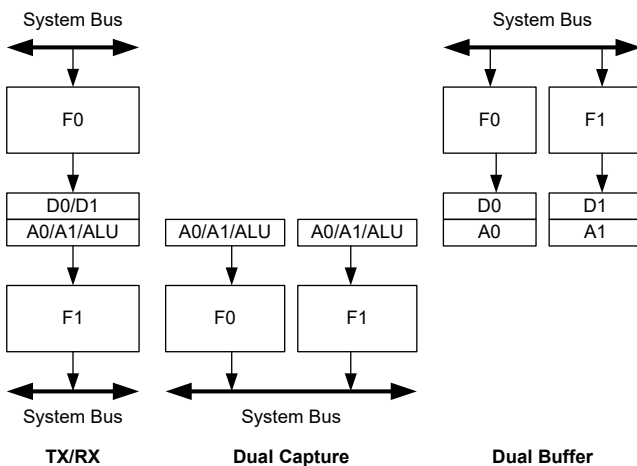 System Bus
System Bus
F0
F0
F1
D0/D1
A0/A1/ALU
A0/A1/ALU
A0/A1/ALU
D0
A0
D1
A1
F1
F0
F1
System Bus
System Bus
TX/RX
Dual Capture
Dual Buffer